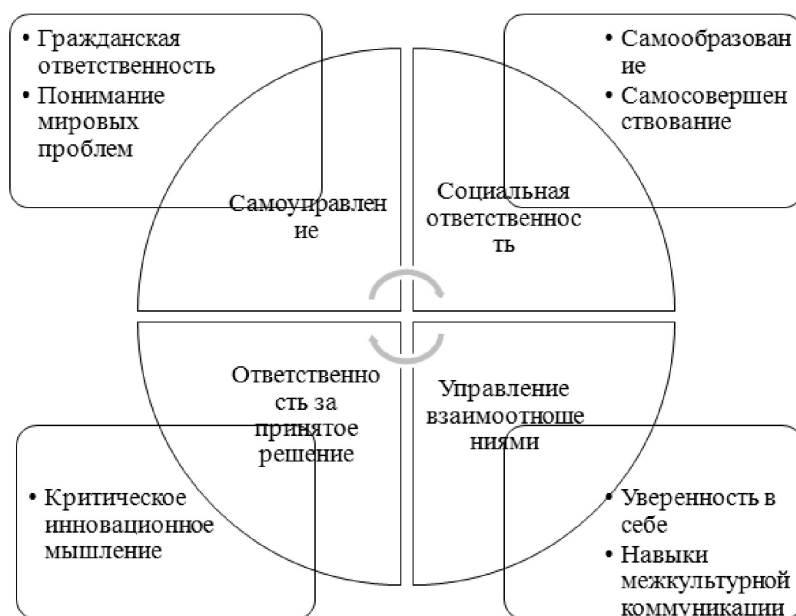 • Гражданская
ответственность
• Понимание
мировых
проблем
• Самообразован
ие
• Самосовершен
ствование
Самоуправлен
ие
Социальная
ответственнос
ть
Ответственно
сть за
принятое
решение
Управление
взаимоотноше
ниями
• Критическое
инновационное
мышление
• Уверенность в
себе
• Навыки
межкультурной
коммуникации